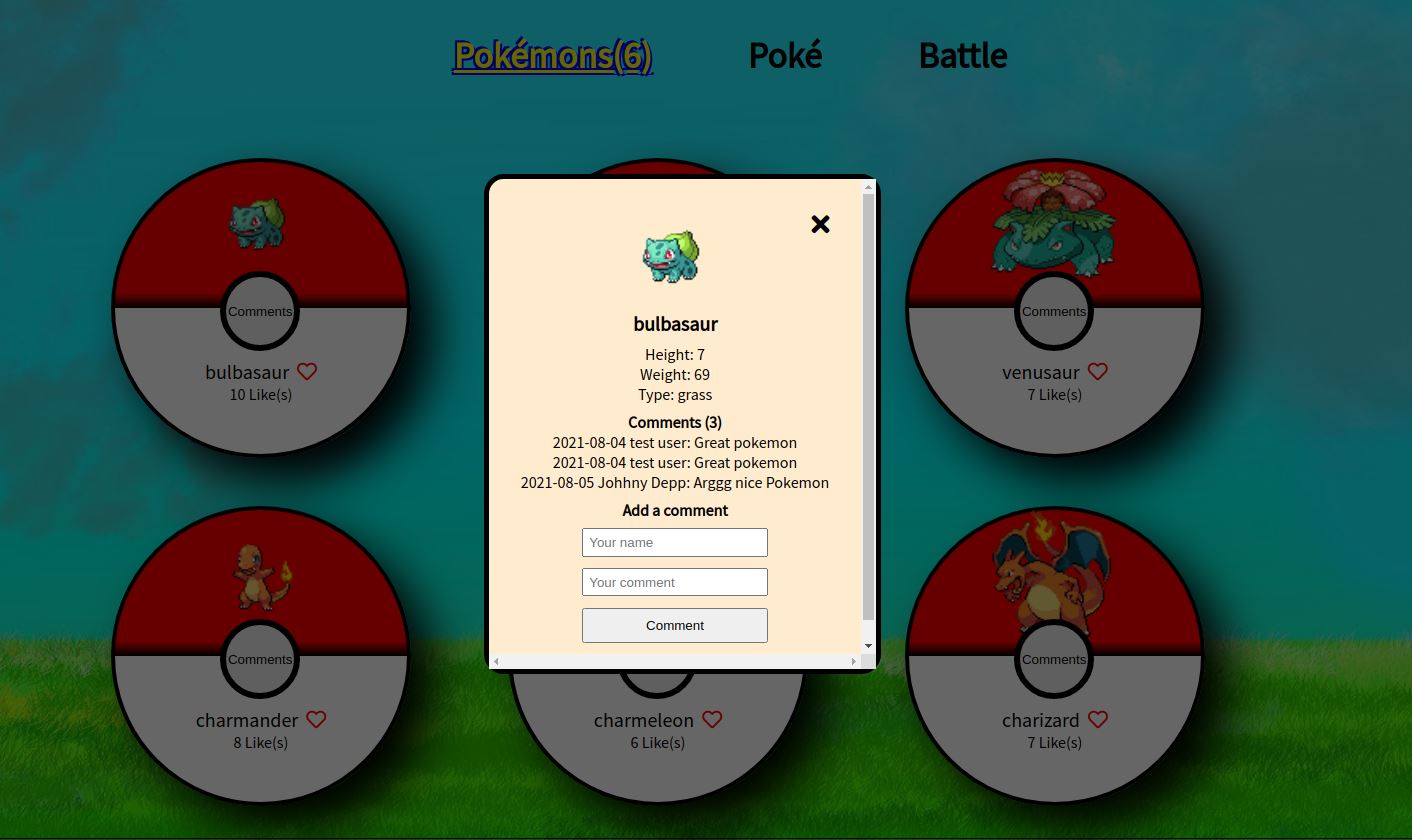 Pokémons(6) Poké Battle
Comments
bulbasaur
10 Like(s)
bulbasaur
Height: 7
Weight: 69
Type: grass
Comments (3)
2021-08-04 test user: Great pokemon
2021-08-04 test user: Great pokemon
2021-08-05 Johhny Depp: Arggg nice Pokemon
Add a comment
Your name
Your comment
Comment
Comments
venusaur
7 Like(s)
Comments
charmander
8 Like(s)
charmeleon
6 Like(s)
Comments
charizard
7 Like(s)